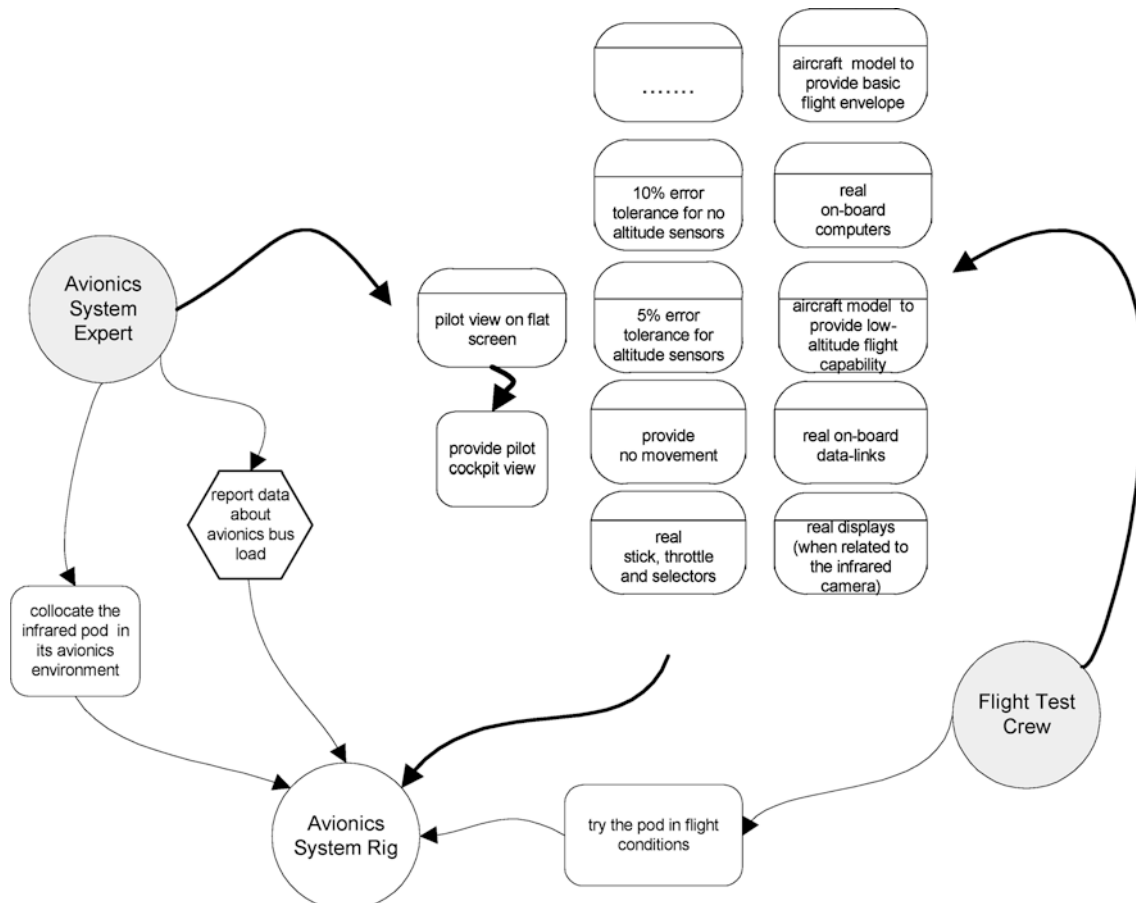 .......
aircraft model to
provide basic
flight envelope
10% error
tolerance for no
altitude sensors
real
on-board
computers
Avionics
System
Expert
pilot view on flat
screen
5% error
tolerance for
altitude sensors
aircraft model to
provide low-
altitude flight
capability
provide pilot
cockpit view
provide
no movement
real on-board
data-links
report data
about
avionics bus
load
real
stick, throttle
and selectors
real displays
(when related to
the infrared
camera)
collocate the
infrared pod in
its avionics
environment
Flight Test
Crew
Avionics
System Rig
try the pod in flight
conditions